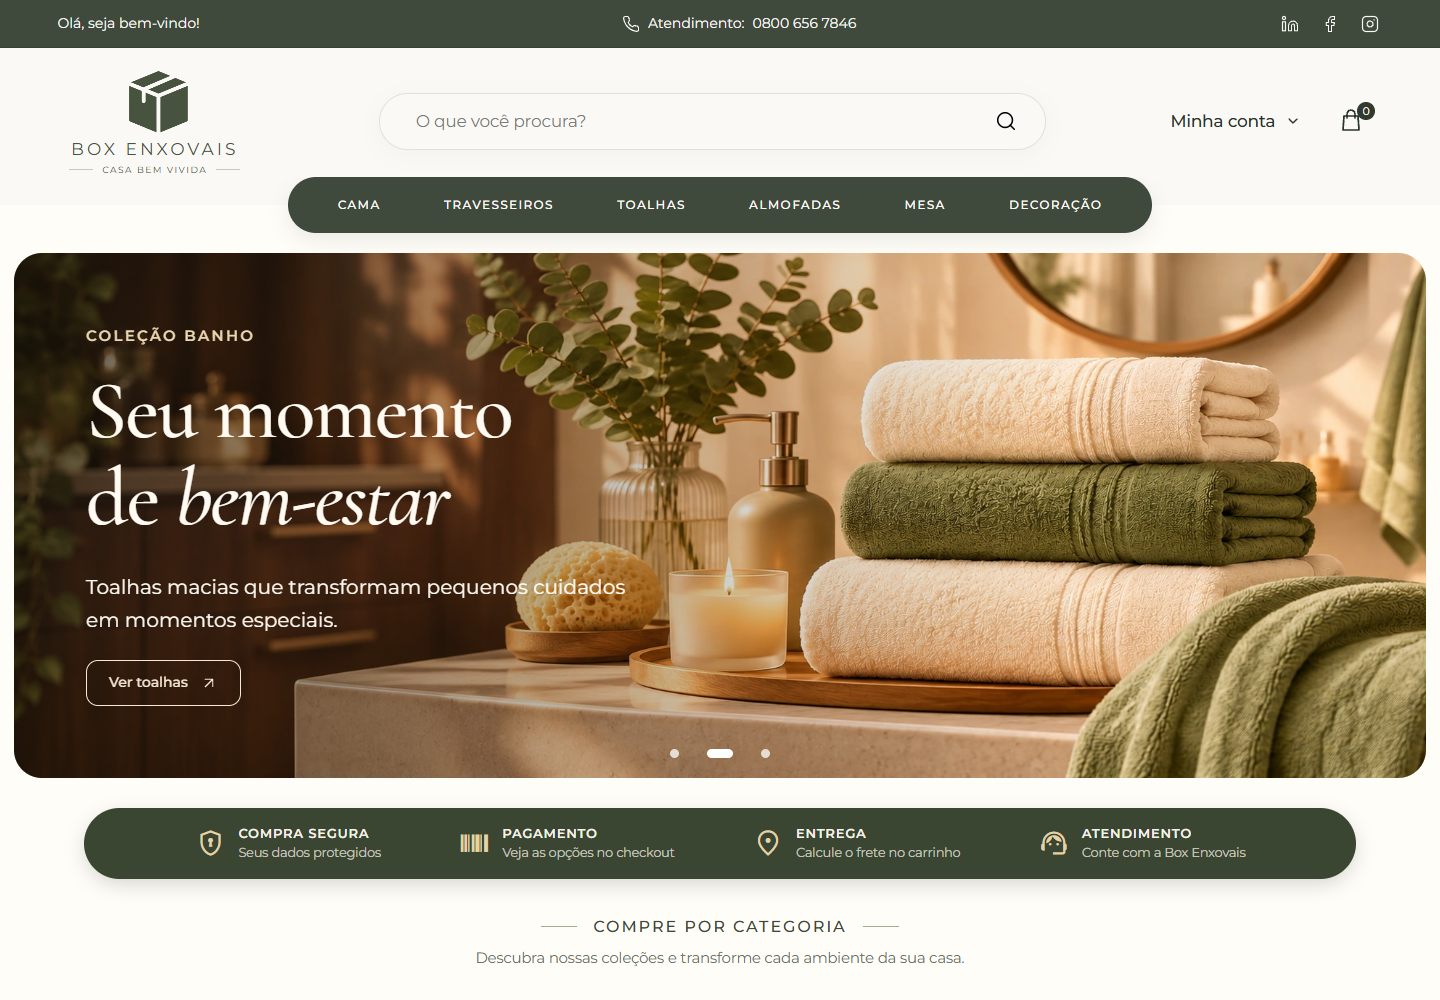 Olá, seja bem-vindo!
Atendimento: 0800 656 7846
BOX ENXOVAIS
CASA BEM VIVIDA
O que você procura?
Minha conta
0
CAMA
TRAVESSEIROS
TOALHAS
ALMOFADAS
MESA
DECORAÇÃO
COLEÇÃO BANHO
Seu momento
de bem-estar
Toalhas macias que transformam pequenos cuidados
em momentos especiais.
Ver toalhas
COMPRA SEGURA
Seus dados protegidos
PAGAMENTO
Veja as opções no checkout
ENTREGA
Calcule o frete no carrinho
ATENDIMENTO
Conte com a Box Enxovais
COMPRE POR CATEGORIA
Descubra nossas coleções e transforme cada ambiente da sua casa.